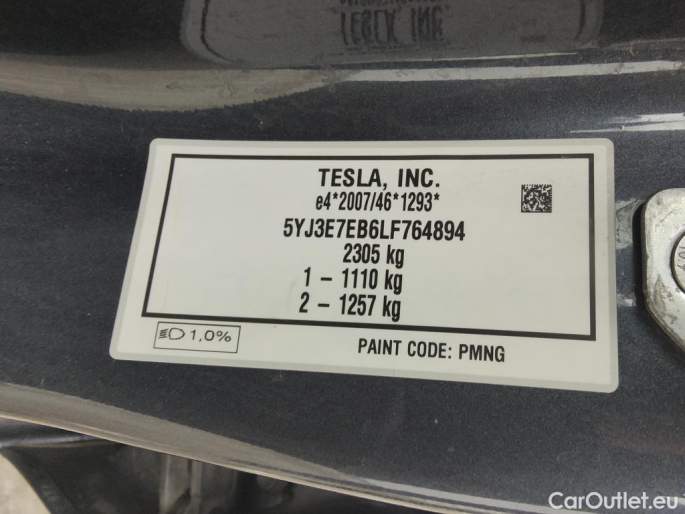 TESLA, INC.
e4*2007/46*1293*
5YJ3E7EB6LF764894
2305 kg
1 – 1110 kg
2 – 1257 kg
1,0%
PAINT CODE: PMNG
CarOutlet.eu